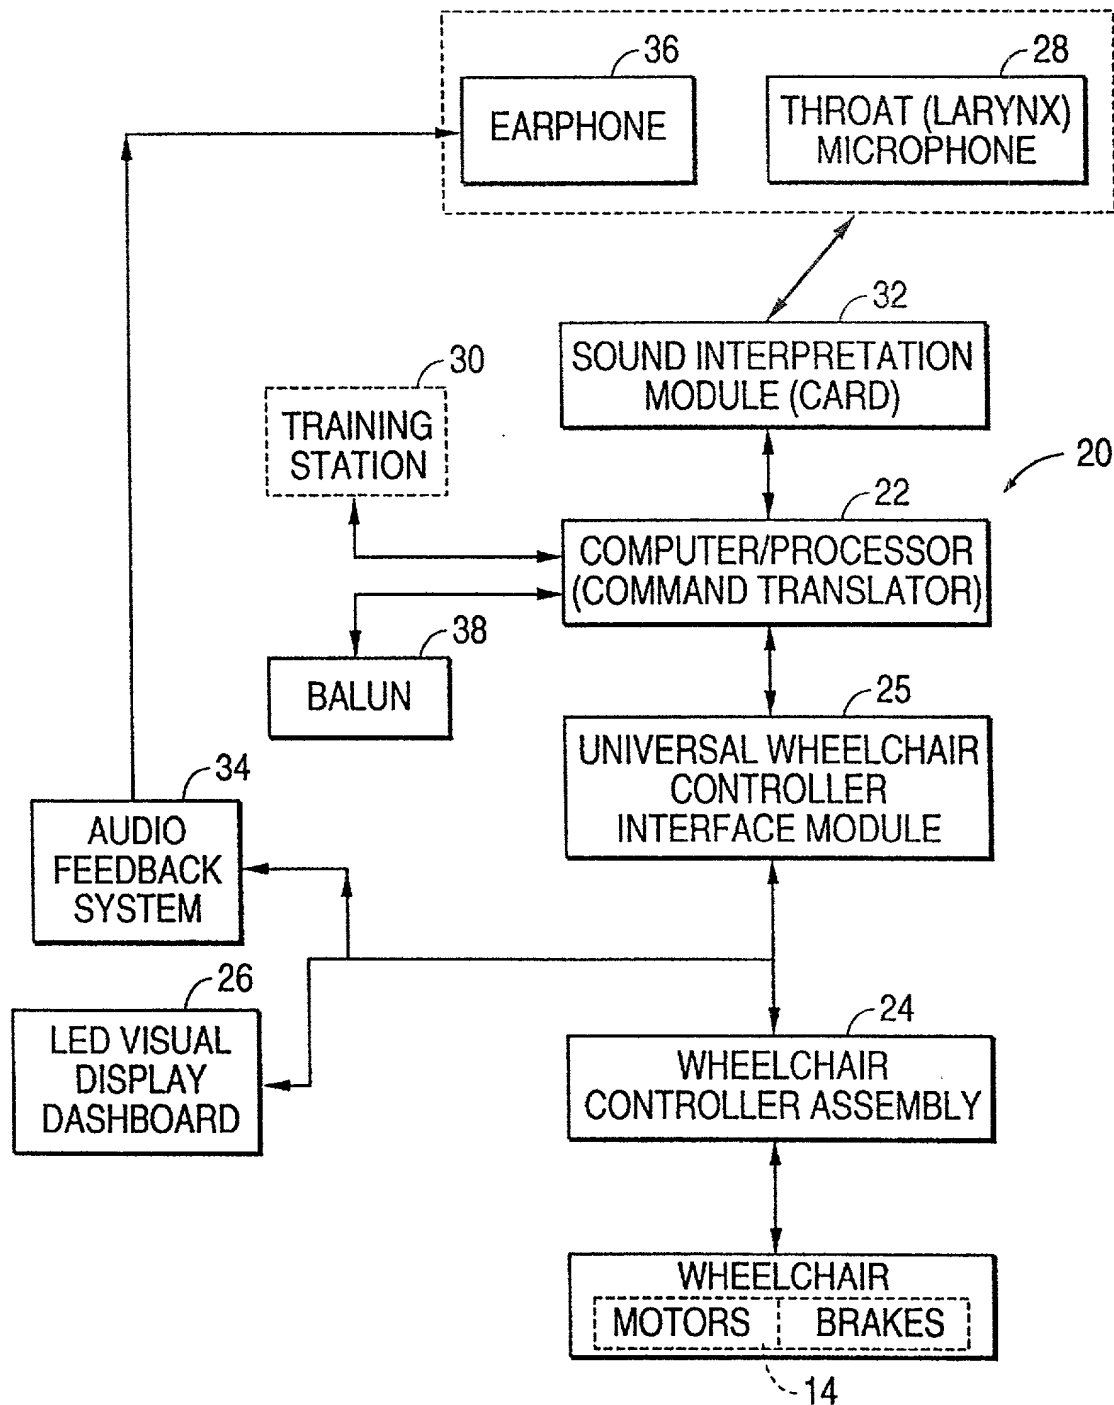 36
EARPHONE
28
THROAT (LARYNX)
MICROPHONE
32
SOUND INTERPRETATION
MODULE (CARD)
30
TRAINING
STATION
20
22
COMPUTER/PROCESSOR
(COMMAND TRANSLATOR)
38
BALUN
25
UNIVERSAL WHEELCHAIR
CONTROLLER
INTERFACE MODULE
34
AUDIO
FEEDBACK
SYSTEM
26
LED VISUAL
DISPLAY
DASHBOARD
24
WHEELCHAIR
CONTROLLER ASSEMBLY
WHEELCHAIR
MOTORS
BRAKES
14